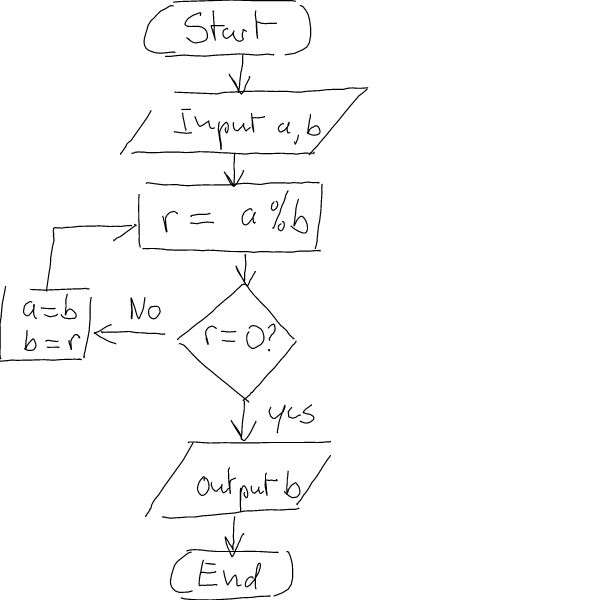 Start
Input a, b
r = a % b
a = b
b = r
No
r = 0?
yes
output b
End